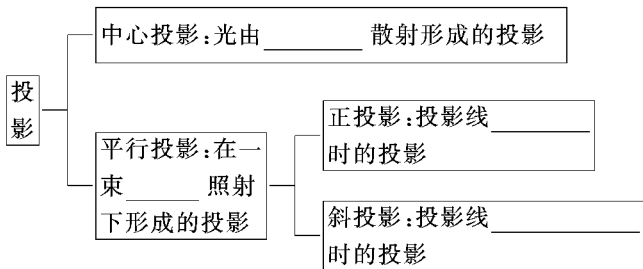 投
影
中心投影:光由________ 散射形成的投影
平行投影:在一
束______ 照射
下形成的投影
正投影:投影线________
时的投影
斜投影:投影线____________
时的投影